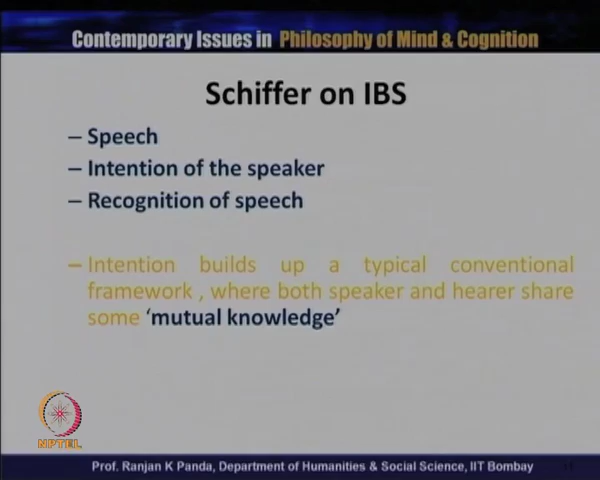 Contemporary Issues in Philosophy of Mind & Cognition
Schiffer on IBS
– Speech
– Intention of the speaker
– Recognition of speech
– Intention builds up a typical conventional
framework , where both speaker and hearer share
some ‘mutual knowledge’
NPTEL
Prof. Ranjan K Panda, Department of Humanities & Social Science, IIT Bombay